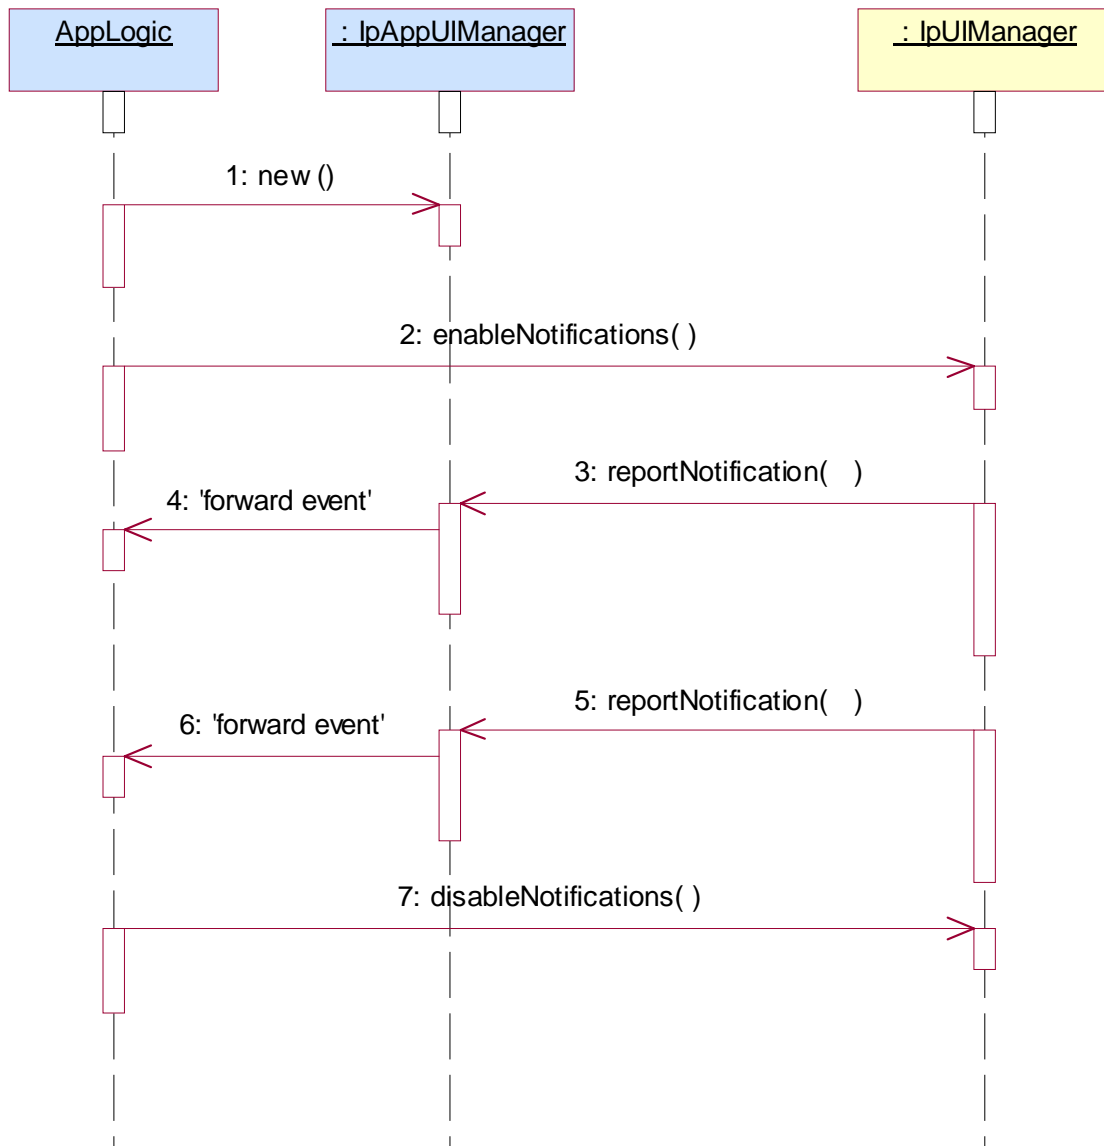 AppLogic
: IpAppUIManager
: IpUIManager
1: new ()
2: enableNotifications( )
3: reportNotification( )
4: 'forward event'
5: reportNotification( )
6: 'forward event'
7: disableNotifications( )